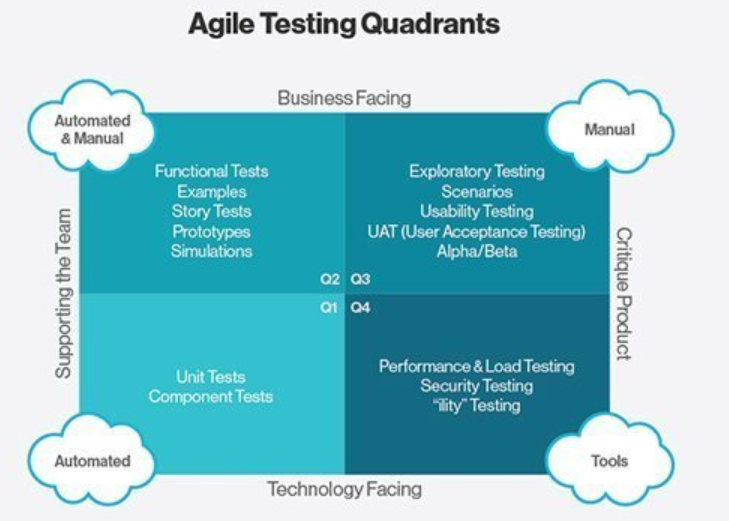 Agile Testing Quadrants
Business Facing
Automated
& Manual
Manual
Functional Tests
Examples
Story Tests
Prototypes
Simulations
Exploratory Testing
Scenarios
Usability Testing
UAT (User Acceptance Testing)
Alpha/Beta
Supporting the Team
Critique Product
Q2
Q3
Q1
Q4
Unit Tests
Component Tests
Performance & Load Testing
Security Testing
"ility" Testing
Automated
Tools
Technology Facing